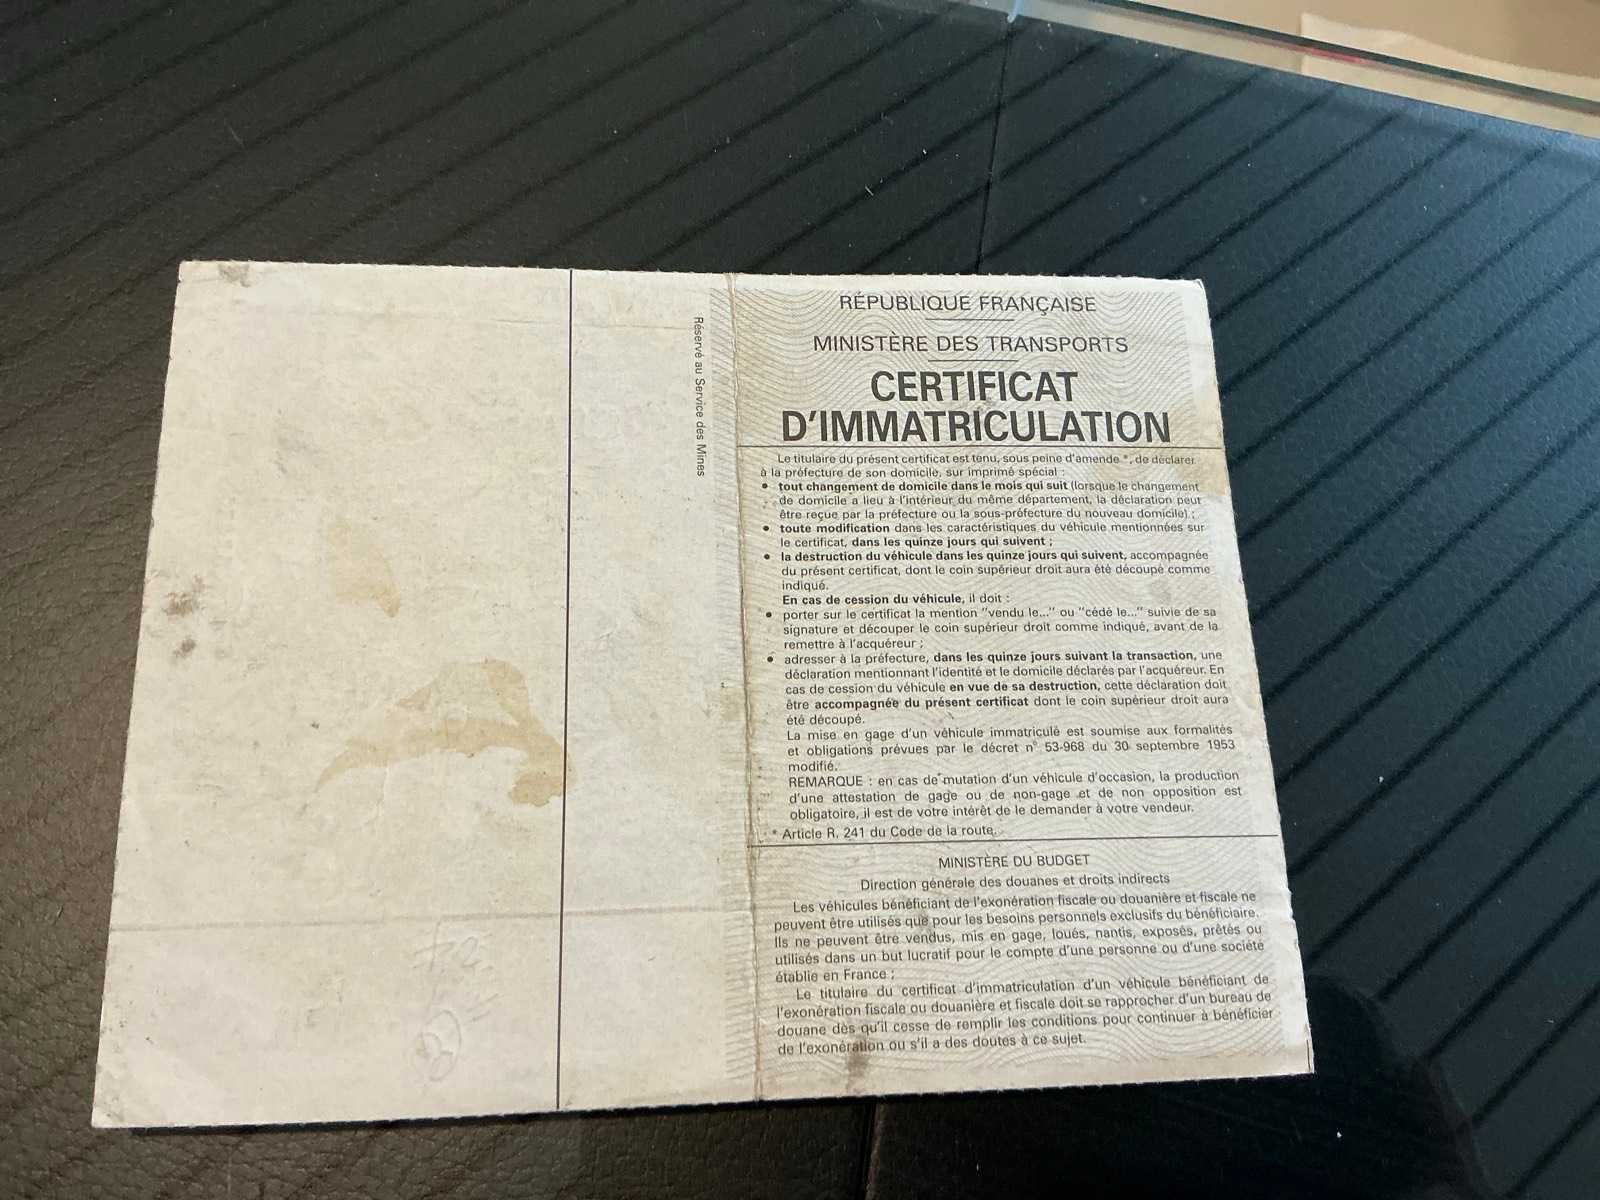 Réservé au Service des Mines
RÉPUBLIQUE FRANÇAISE
MINISTÈRE DES TRANSPORTS
CERTIFICAT
D'IMMATRICULATION
Le titulaire du présent certificat est tenu, sous peine d'amende *, de déclarer
à la préfecture de son domicile, sur imprimé spécial :
• tout changement de domicile dans le mois qui suit (lorsque le changement
de domicile a lieu à l'intérieur du même département, la déclaration peut
être reçue par la préfecture ou la sous-préfecture du nouveau domicile) ;
• toute modification dans les caractéristiques du véhicule mentionnées sur
le certificat, dans les quinze jours qui suivent ;
• la destruction du véhicule dans les quinze jours qui suivent, accompagnée
du présent certificat, dont le coin supérieur droit aura été découpé comme
indiqué.
En cas de cession du véhicule, il doit :
• porter sur le certificat la mention "vendu le..." ou "cédé le..." suivie de sa
signature et découper le coin supérieur droit comme indiqué, avant de la
remettre à l'acquéreur ;
• adresser à la préfecture, dans les quinze jours suivant la transaction, une
déclaration mentionnant l'identité et le domicile déclarés par l'acquéreur. En
cas de cession du véhicule en vue de sa destruction, cette déclaration doit
être accompagnée du présent certificat dont le coin supérieur droit aura
été découpé.
La mise en gage d'un véhicule immatriculé est soumise aux formalités
et obligations prévues par le décret n° 53-968 du 30 septembre 1953
modifié.
REMARQUE : en cas de mutation d'un véhicule d'occasion, la production
d'une attestation de gage ou de non-gage et de non opposition est
obligatoire, il est de votre intérêt de le demander à votre vendeur.
* Article R. 241 du Code de la route.
MINISTÈRE DU BUDGET
Direction générale des douanes et droits indirects
Les véhicules bénéficiant de l'exonération fiscale ou douanière et fiscale ne
peuvent être utilisés que pour les besoins personnels exclusifs du bénéficiaire.
Ils ne peuvent être vendus, mis en gage, loués, nantis, exposés, prêtés ou
utilisés dans un but lucratif pour le compte d'une personne ou d'une société
établie en France ;
Le titulaire du certificat d'immatriculation d'un véhicule bénéficiant de
l'exonération fiscale ou douanière et fiscale doit se rapprocher d'un bureau de
douane dès qu'il cesse de remplir les conditions pour continuer à bénéficier
de l'exonération ou s'il a des doutes à ce sujet.